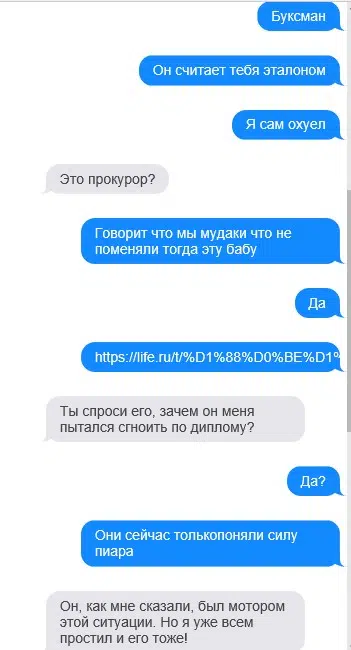 Буксман
Он считает тебя эталоном
Я сам охуел
Это прокурор?
Говорит что мы мудаки что не
поменяли тогда эту бабу
Да
https://life.ru/t/%D1%88%D0%BE%D1%
Ты спроси его, зачем он меня
пытался сгноить по диплому?
Да?
Они сейчас толькопоняли силу
пиара
Он, как мне сказали, был мотором
этой ситуации. Но я уже всем
простил и его тоже!